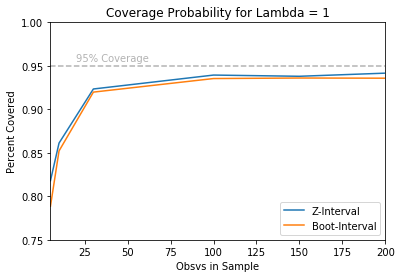 Coverage Probability for Lambda = 1
1.00
0.95
0.90
0.85
0.80
0.75
Percent Covered
95% Coverage
Z-Interval
Boot-Interval
25
50
75
100
125
150
175
200
Obsvs in Sample